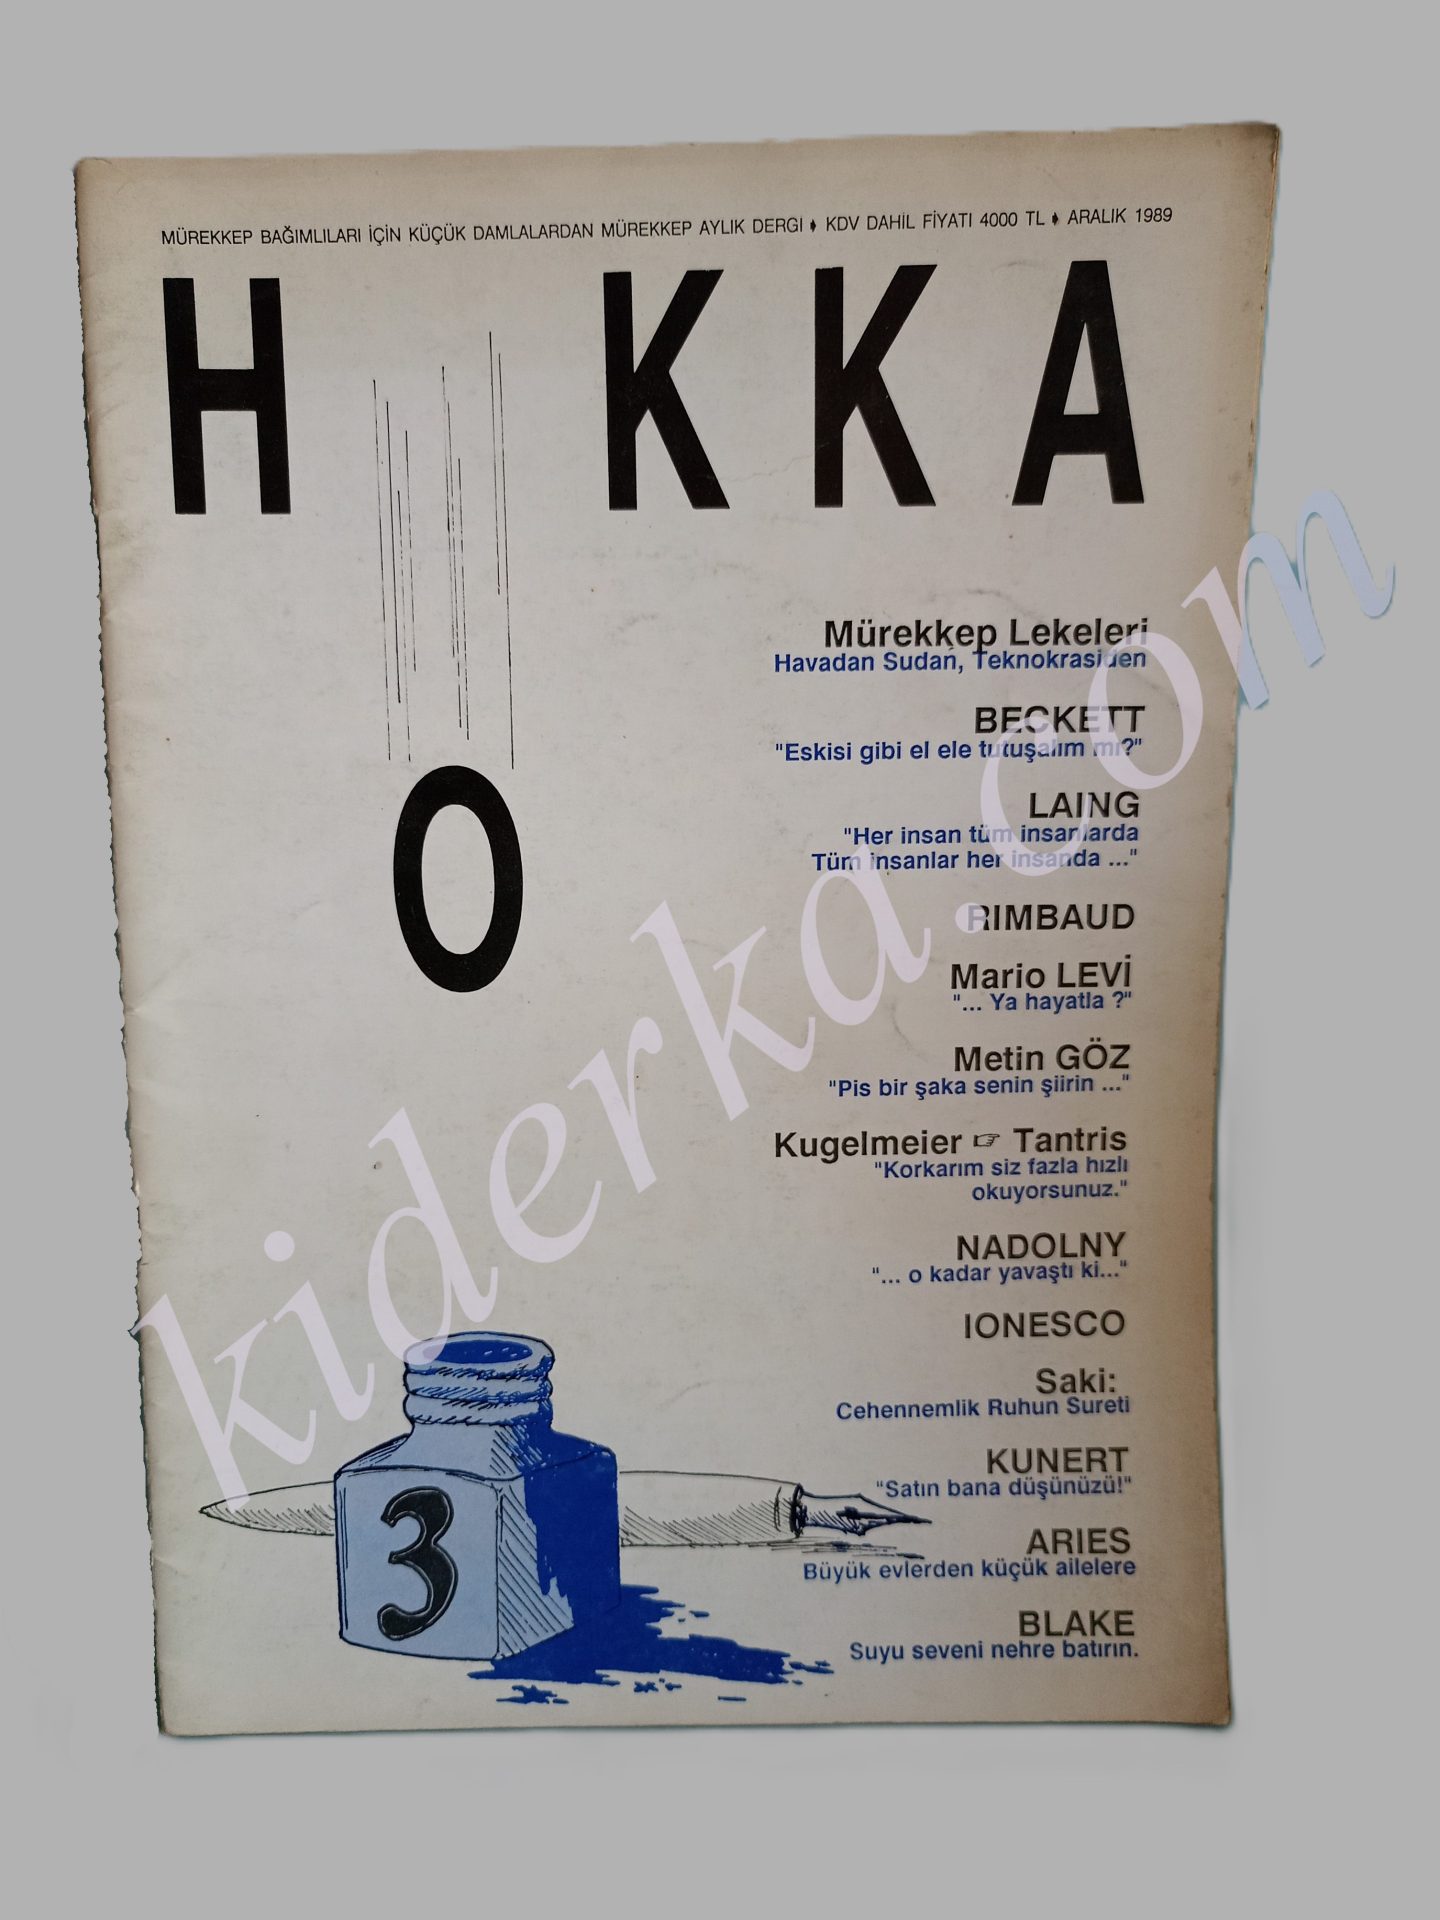 MÜREKKEP BAĞIMLILARI İÇİN KÜÇÜK DAMLALARDAN MÜREKKEP AYLIK DERGİ ♦ KDV DAHİL FİYATI 4000 TL ♦ ARALIK 1989
HOKKA
Mürekkep Lekeleri
Havadan Sudan, Teknokrasiden
BECKETT
"Eskisi gibi el ele tutuşalım mı?"
LAING
"Her insan tüm insanlarda
Tüm insanlar her insanda ..."
RIMBAUD
Mario LEVİ
"... Ya hayatla ?"
Metin GÖZ
"Pis bir şaka senin şiirin ..."
Kugelmeier ☞ Tantris
"Korkarım siz fazla hızlı
okuyorsunuz."
NADOLNY
"... o kadar yavaştı ki..."
IONESCO
Saki:
Cehennemlik Ruhun Sureti
KUNERT
"Satın bana düşünüzü!"
ARIES
Büyük evlerden küçük ailelere
BLAKE
Suyu seveni nehre batırın.
3
kiderka.com